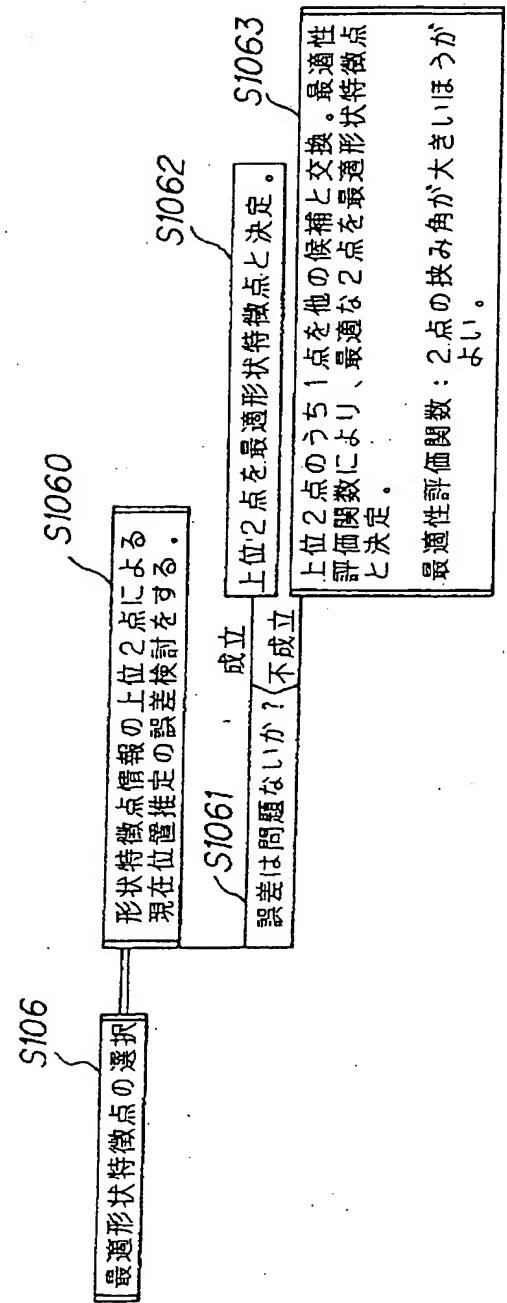 S106
最適形状特徴点の選択
S1060
形状特徴点情報の上位2点による
現在位置推定の誤差検討をする。
S1061
誤差は問題ないか?
成立
不成立
S1062
上位2点を最適形状特徴点と決定。
S1063
上位2点のうち1点を他の候補と交換。最適性
評価関数により、最適な2点を最適形状特徴点
と決定。
最適性評価関数:2点の挟み角が大きいほうが
よい。